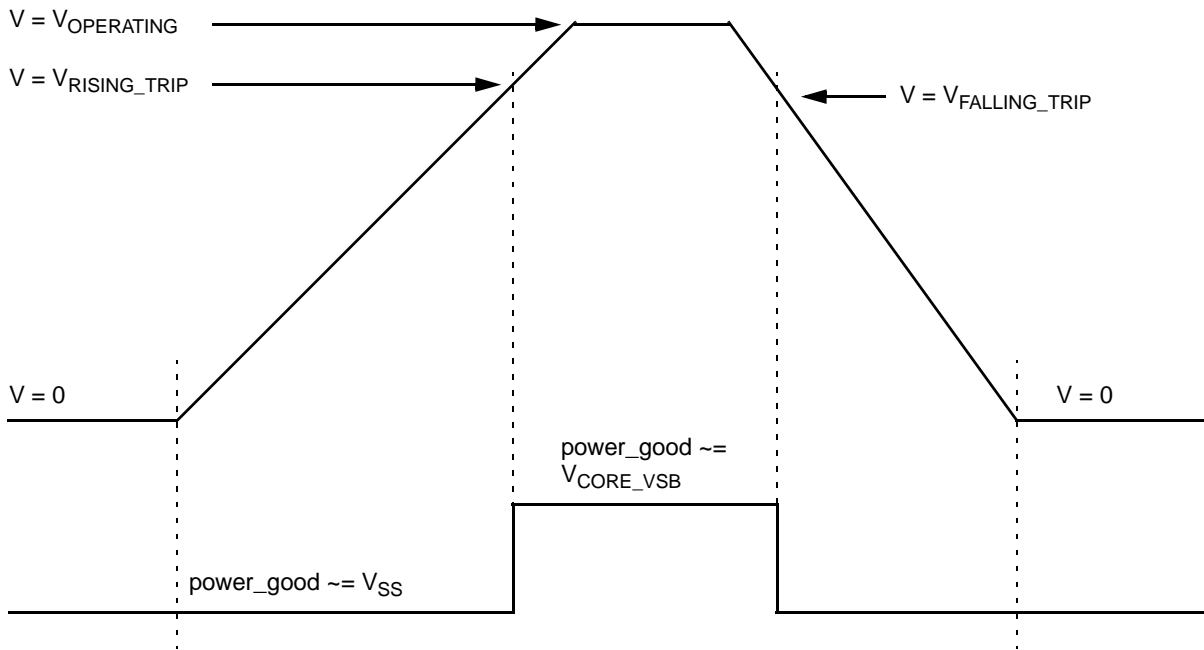 V = VOPERATING
V = VRISING_TRIP
V = VFALLING_TRIP
V = 0
V = 0
power_good ~=
VCORE_VSB
power_good ~= VSS